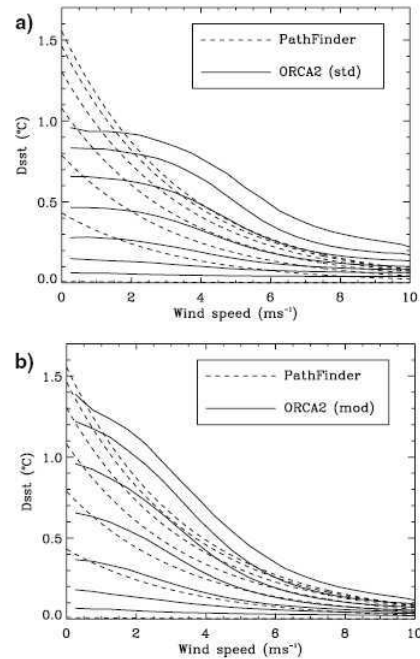 a)
1.5
1.0
0.5
0.0
Dsst (°C)
PathFinder
ORCA2 (std)
0 2 4 6 8 10
Wind speed (ms⁻¹)
b)
1.5
1.0
0.5
0.0
Dsst (°C)
PathFinder
ORCA2 (mod)
0 2 4 6 8 10
Wind speed (ms⁻¹)